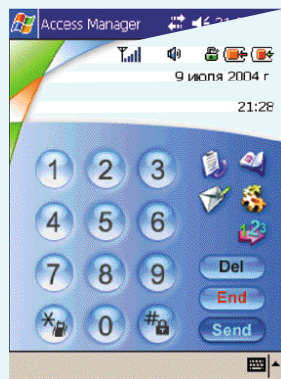 Access Manager
9 июля 2004 г
21:28
1 2 3
4 5 6
7 8 9
* 0 #
123
Del
End
Send